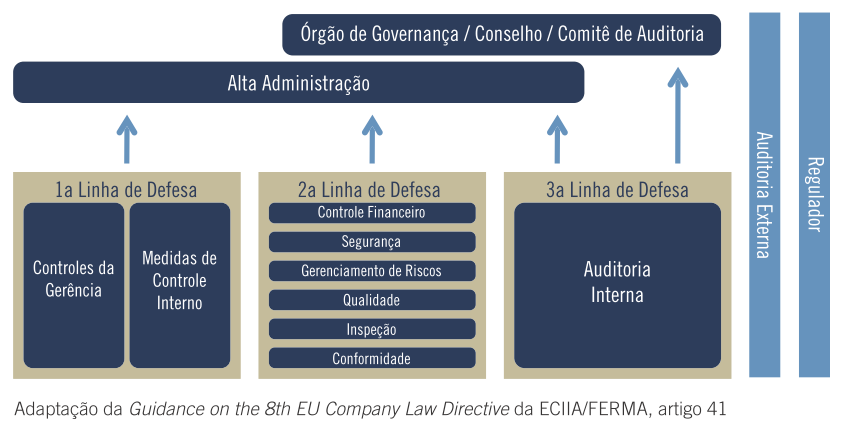 Órgão de Governança / Conselho / Comitê de Auditoria
Alta Administração
1a Linha de Defesa
Controles da
Gerência
Medidas de
Controle
Interno
2a Linha de Defesa
Controle Financeiro
Segurança
Gerenciamento de Riscos
Qualidade
Inspeção
Conformidade
3a Linha de Defesa
Auditoria
Interna
Auditoria Externa
Regulador
Adaptação da Guidance on the 8th EU Company Law Directive da ECIIA/FERMA, artigo 41